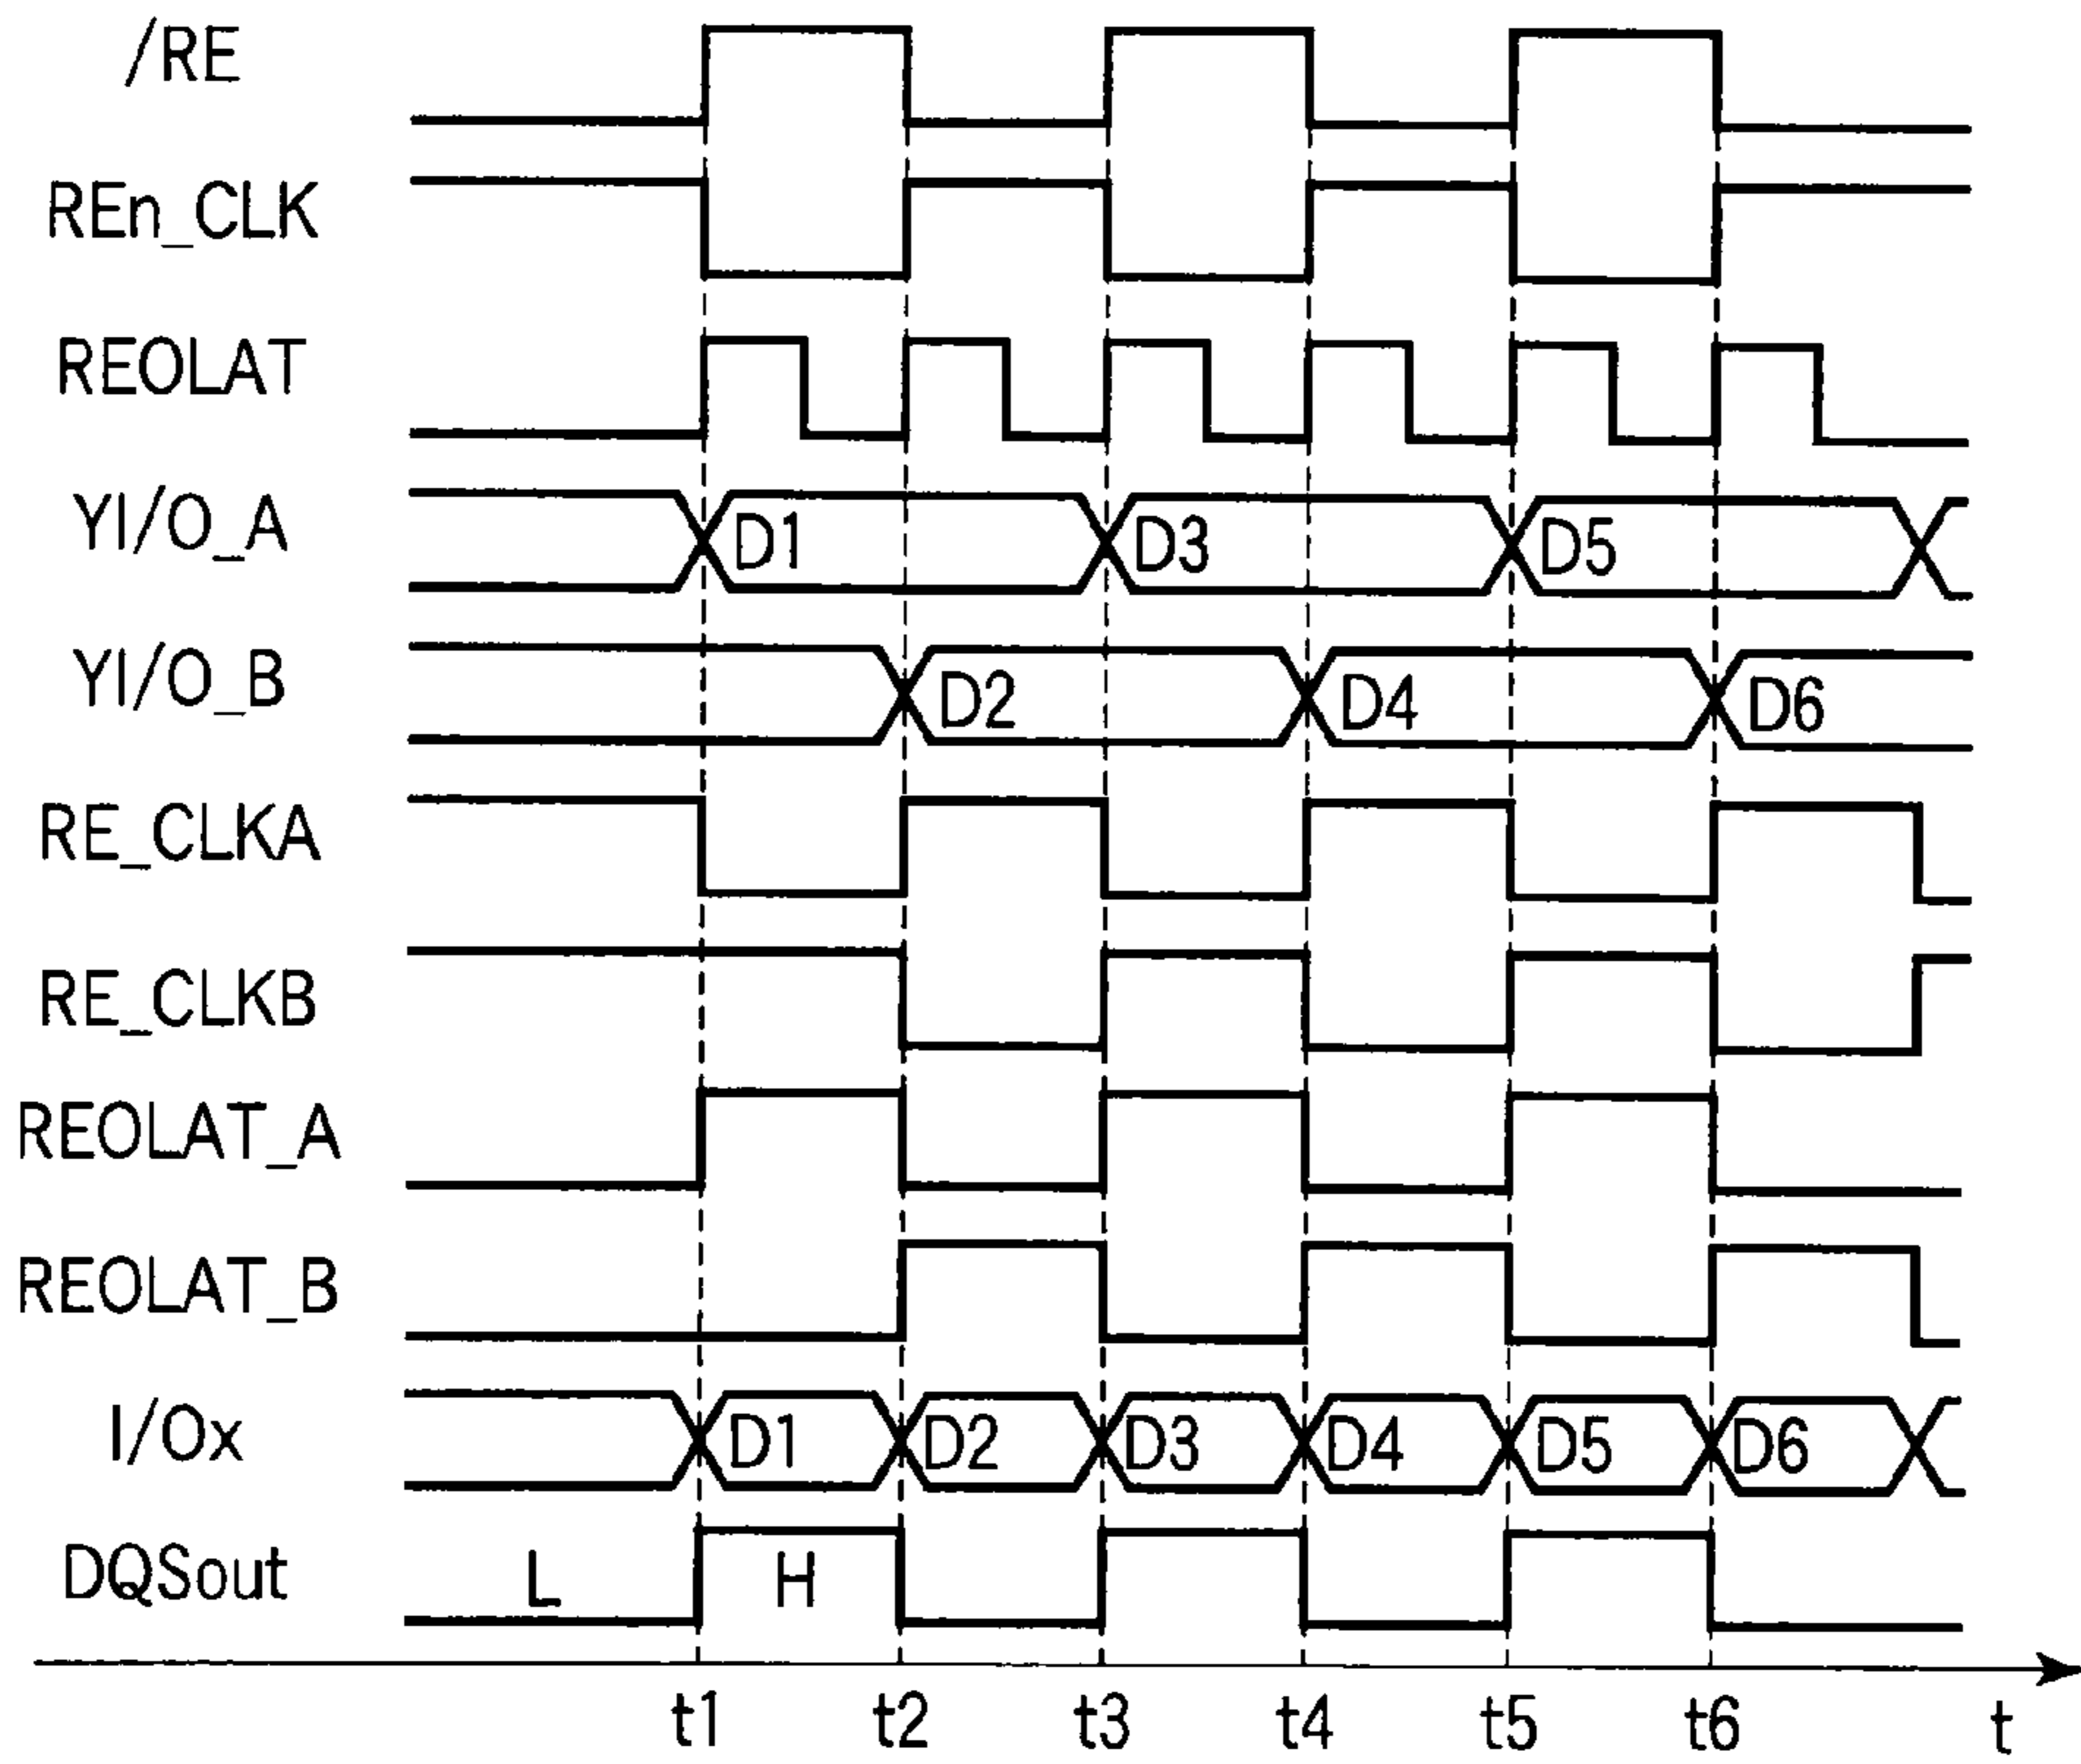 /RE
REn_CLK
REOLAT
YI/O_A D1 D3 D5
YI/O_B D2 D4 D6
RE_CLKA
RE_CLKB
REOLAT_A
REOLAT_B
I/Ox D1 D2 D3 D4 D5 D6
DQSout L H
t1 t2 t3 t4 t5 t6 t